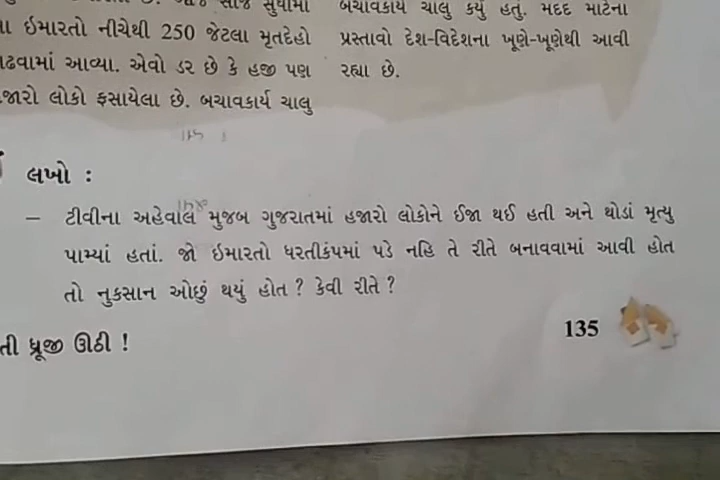 ઇમારતો નીચેથી 250 જેટલા મૃતદેહો
આવ્યા. એવો ડર છે કે હજી પણ
લોકો ફસાયેલા છે. બચાવકાર્ય ચાલુ
બચાવકાર્ય ચાલુ કર્યું હતું. મદદ માટેના
પ્રસ્તાવો દેશ-વિદેશના ખૂણે-ખૂણેથી આવી
રહ્યા છે.
લખો :
– ટીવીના અહેવાલ મુજબ ગુજરાતમાં હજારો લોકોને ઈજા થઈ હતી અને થોડાં મૃત્યુ
પામ્યાં હતાં. જો ઇમારતો ધરતીકંપમાં પડે નહિ તે રીતે બનાવવામાં આવી હોત
તો નુકસાન ઓછું થયું હોત ? કેવી રીતે ?
ધ્રૂજી ઊઠી !
135